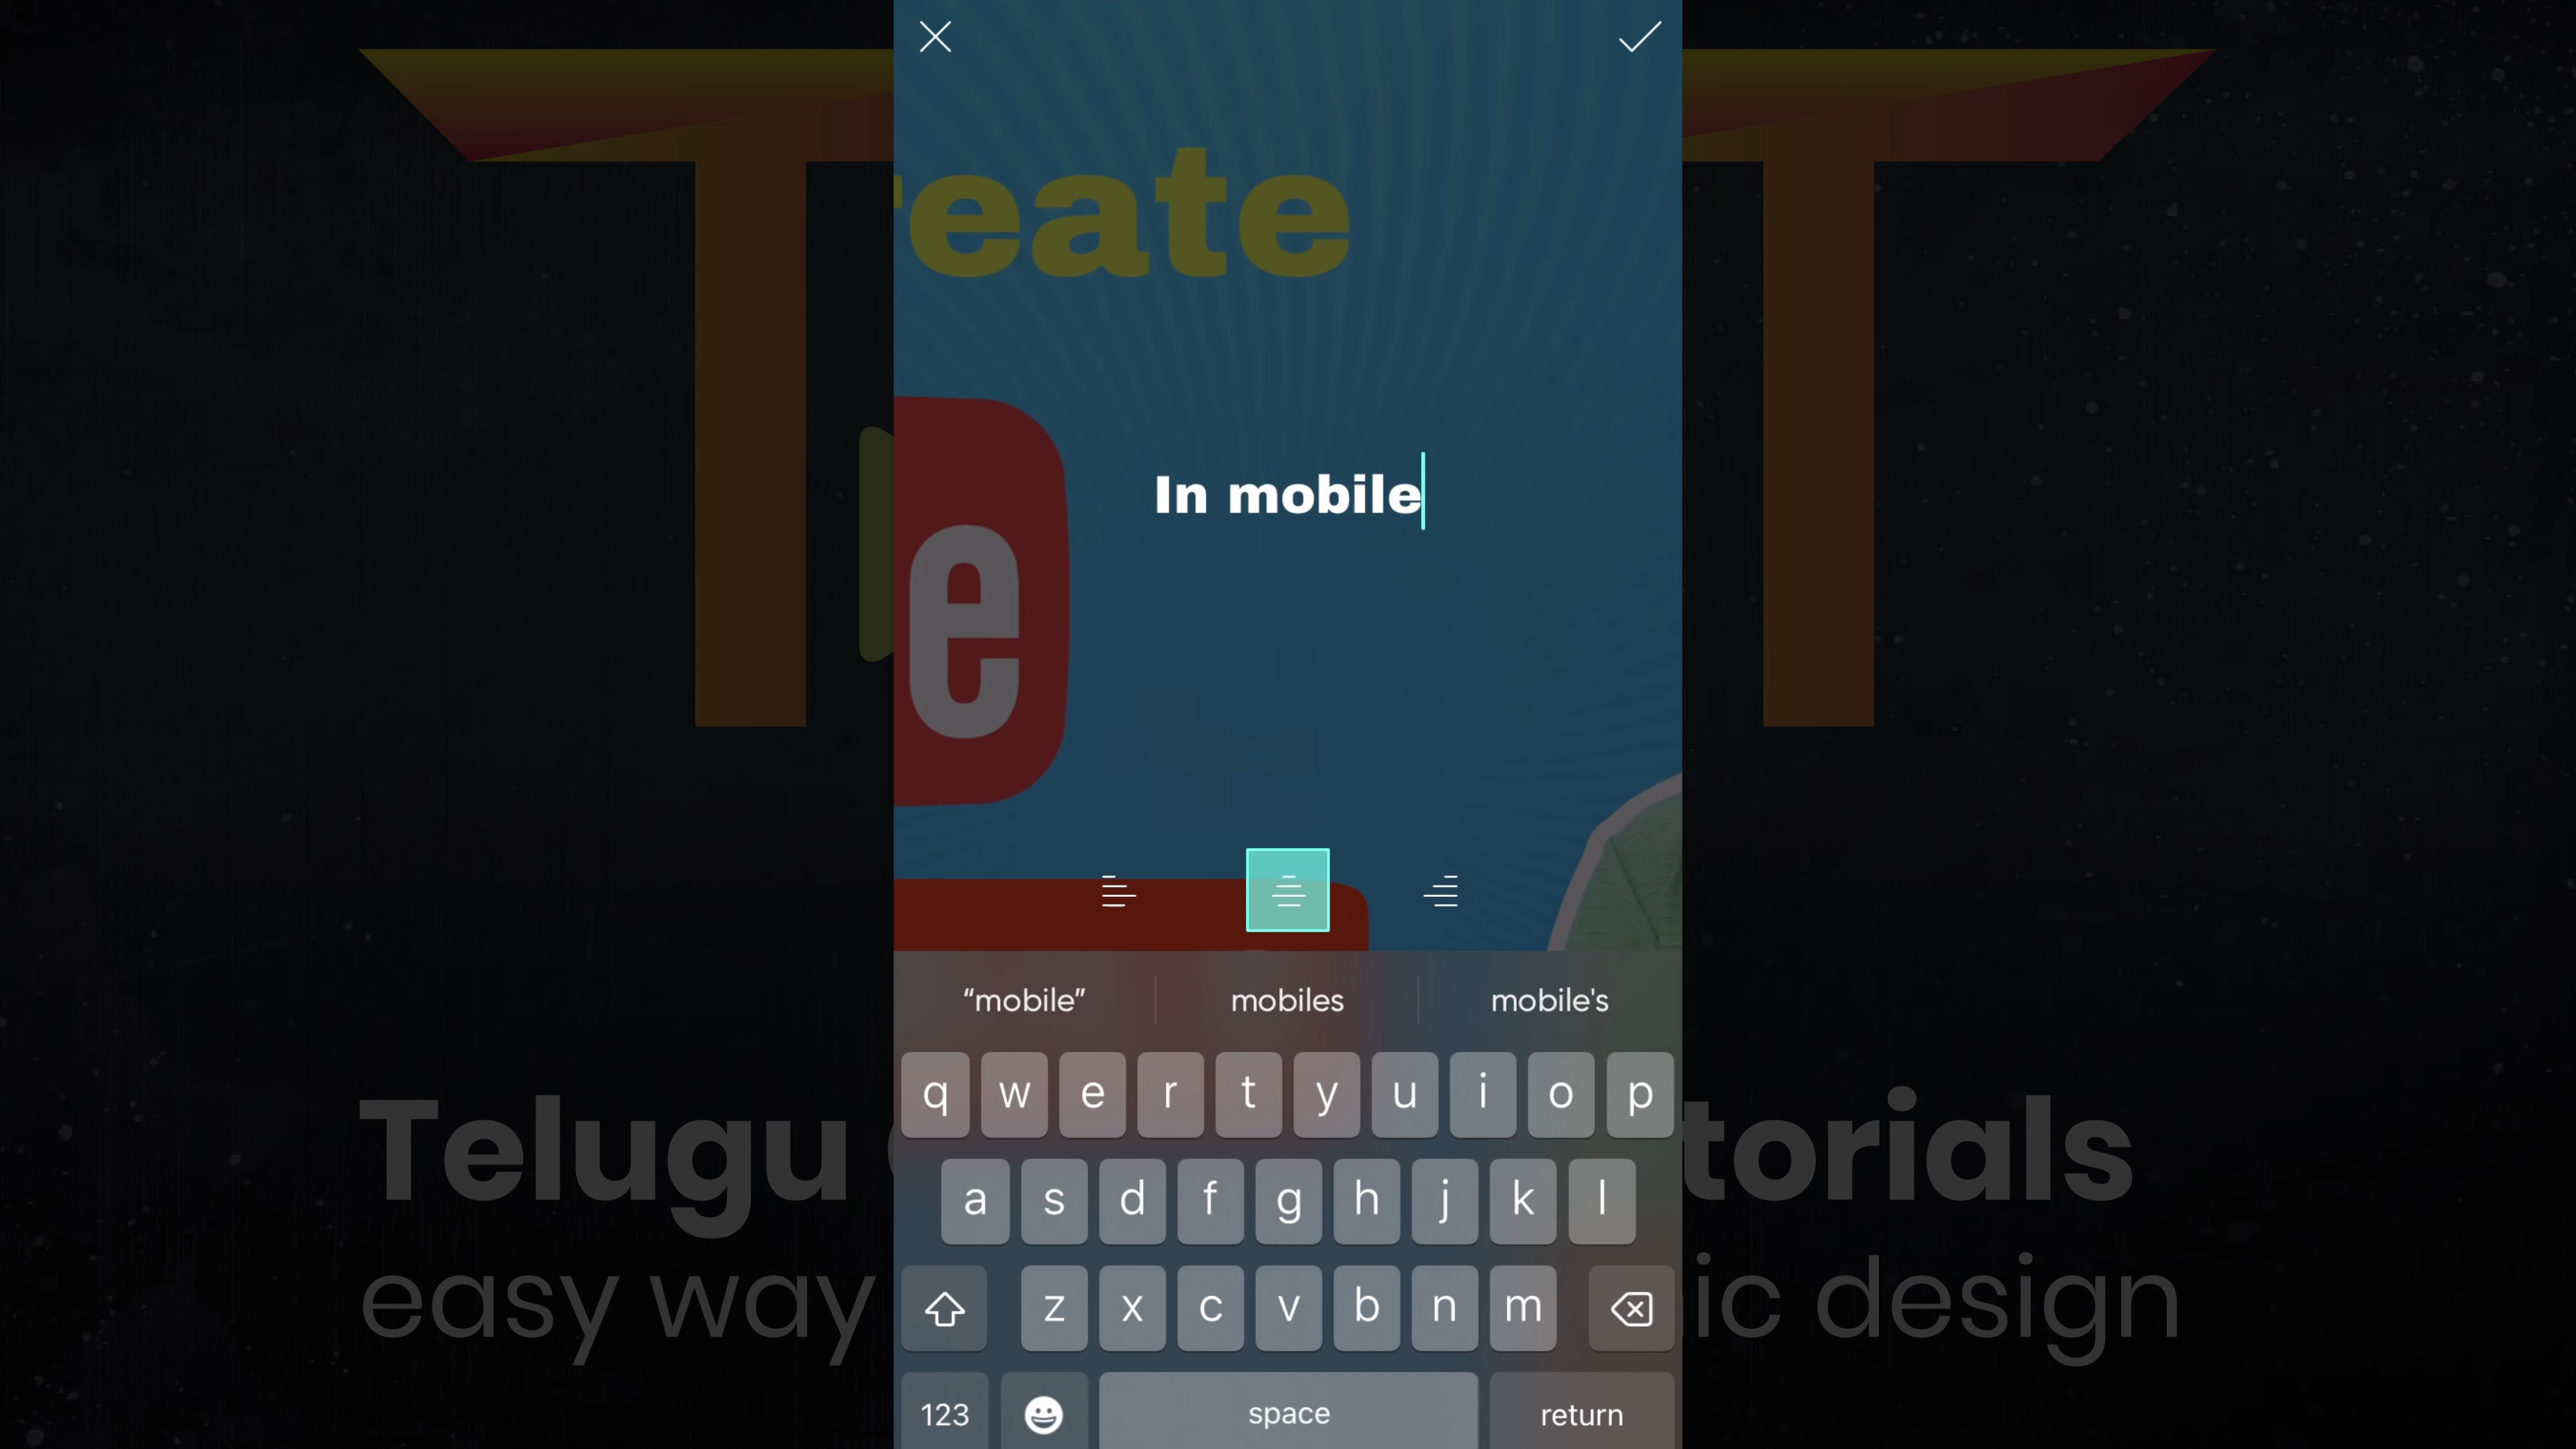 eate
In mobile
e
“mobile” mobiles mobile's
q w e r t y u i o p
a s d f g h j k l
z x c v b n m
123 space return
Telugu torials
easy way ic design